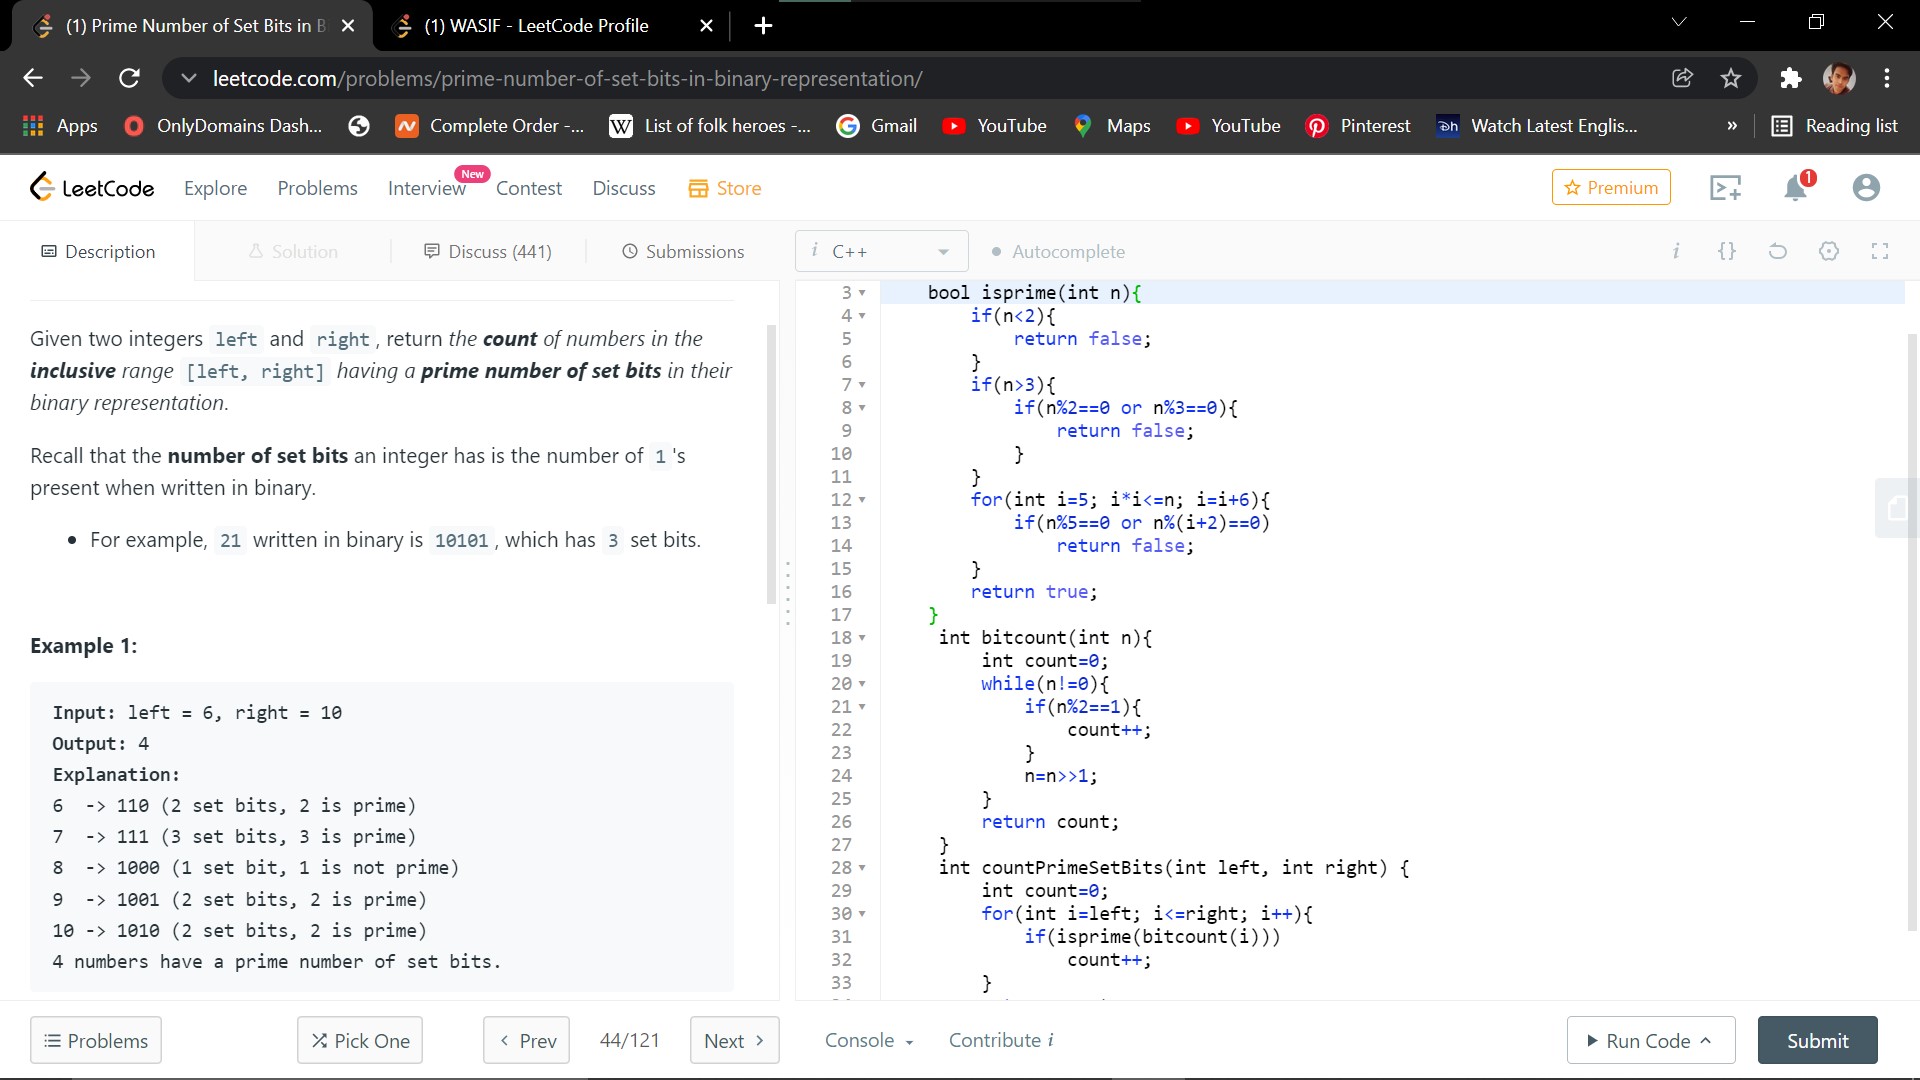 (1) Prime Number of Set Bits in B
(1) WASIF - LeetCode Profile
leetcode.com/problems/prime-number-of-set-bits-in-binary-representation/
Apps OnlyDomains Dash... Complete Order -... List of folk heroes -... Gmail YouTube Maps YouTube Pinterest Watch Latest Englis... » Reading list
LeetCode Explore Problems Interview New Contest Discuss Store Premium 1
Description Solution Discuss (441) Submissions i C++ Autocomplete i {}
Given two integers left and right, return the count of numbers in the
inclusive range [left, right] having a prime number of set bits in their
binary representation.
Recall that the number of set bits an integer has is the number of 1's
present when written in binary.
• For example, 21 written in binary is 10101, which has 3 set bits.
Example 1:
Input: left = 6, right = 10
Output: 4
Explanation:
6 -> 110 (2 set bits, 2 is prime)
7 -> 111 (3 set bits, 3 is prime)
8 -> 1000 (1 set bit, 1 is not prime)
9 -> 1001 (2 set bits, 2 is prime)
10 -> 1010 (2 set bits, 2 is prime)
4 numbers have a prime number of set bits.
3 bool isprime(int n){
4 if(n<2){
5 return false;
6 }
7 if(n>3){
8 if(n%2==0 or n%3==0){
9 return false;
10 }
11 }
12 for(int i=5; i*i<=n; i=i+6){
13 if(n%5==0 or n%(i+2)==0)
14 return false;
15 }
16 return true;
17 }
18 int bitcount(int n){
19 int count=0;
20 while(n!=0){
21 if(n%2==1){
22 count++;
23 }
24 n=n>>1;
25 }
26 return count;
27 }
28 int countPrimeSetBits(int left, int right) {
29 int count=0;
30 for(int i=left; i<=right; i++){
31 if(isprime(bitcount(i)))
32 count++;
33 }
Problems Pick One < Prev 44/121 Next > Console Contribute i Run Code Submit